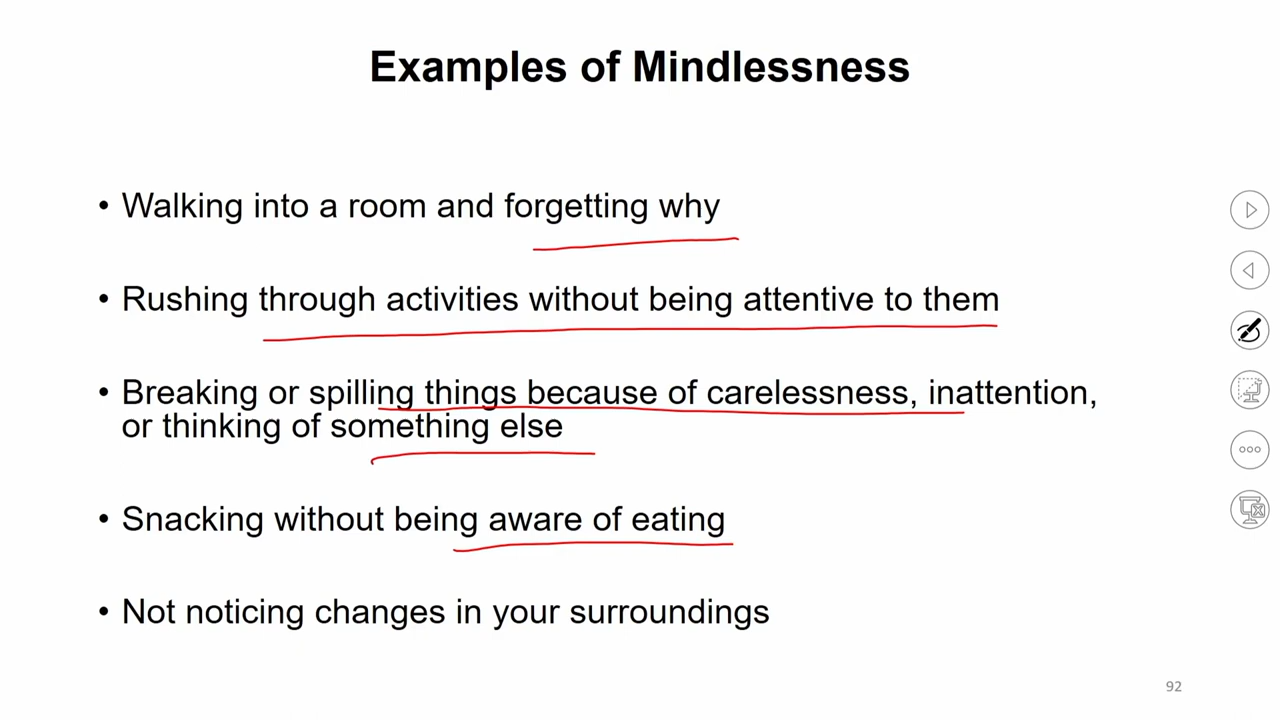 Examples of Mindlessness
• Walking into a room and forgetting why
• Rushing through activities without being attentive to them
• Breaking or spilling things because of carelessness, inattention,
or thinking of something else
• Snacking without being aware of eating
• Not noticing changes in your surroundings
92